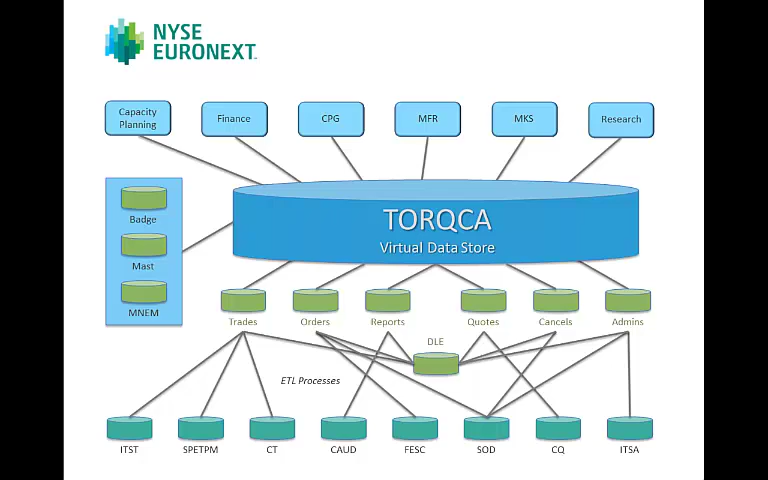 NYSE
EURONEXT™
Capacity
Planning
Finance
CPG
MFR
MKS
Research
TORQCA
Virtual Data Store
Badge
Mast
MNEM
Trades
Orders
Reports
Quotes
Cancels
Admins
DLE
ETL Processes
ITST
SPETPM
CT
CAUD
FESC
SOD
CQ
ITSA